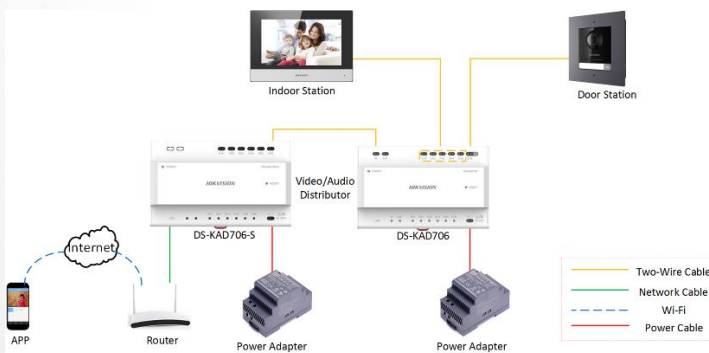 Indoor Station
Door Station
HIKVISION
HIKVISION
Video/Audio
Distributor
DS-KAD706-S
DS-KAD706
Internet
APP
Router
Power Adapter
Power Adapter
Two-Wire Cable
Network Cable
Wi-Fi
Power Cable